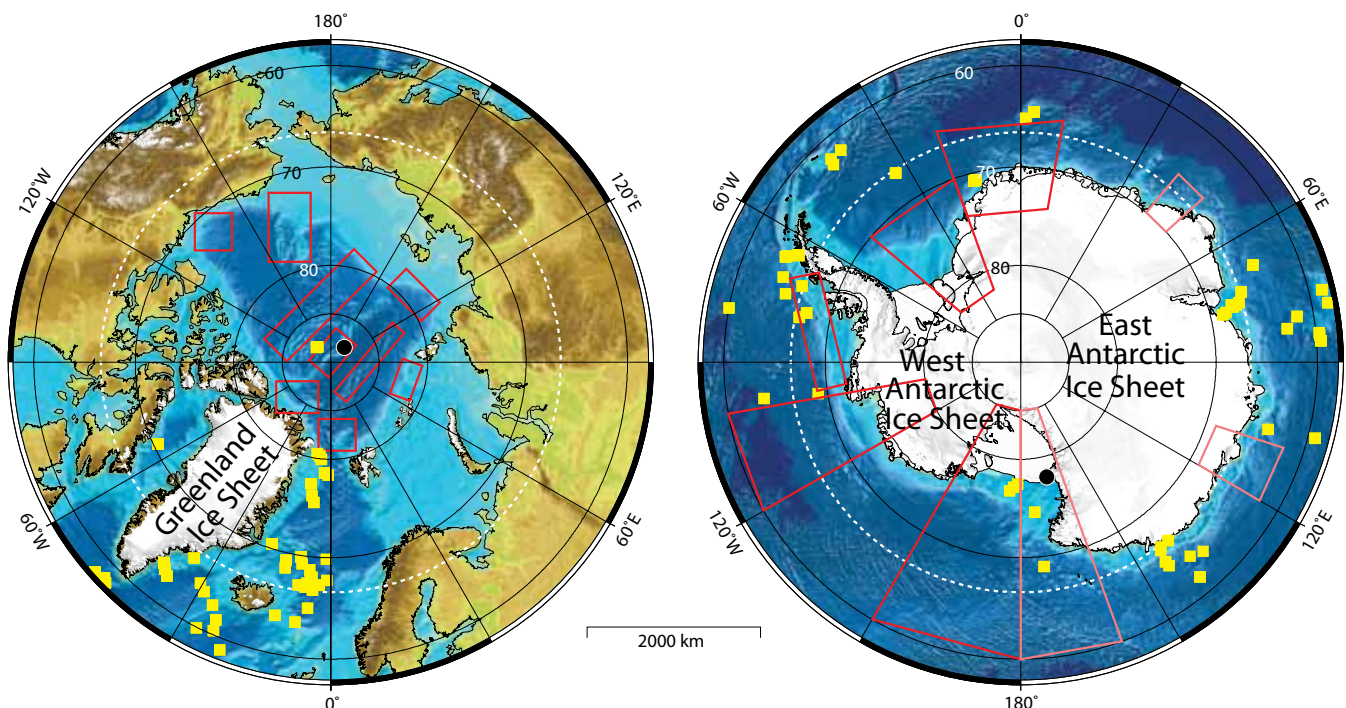 180˚
60
70
80
120˚W
120˚E
60˚W
60˚E
0˚
Greenland
Ice Sheet
2000 km
0˚
60
70
80
60˚W
60˚E
120˚W
120˚E
180˚
West
Antarctic
Ice Sheet
East
Antarctic
Ice Sheet